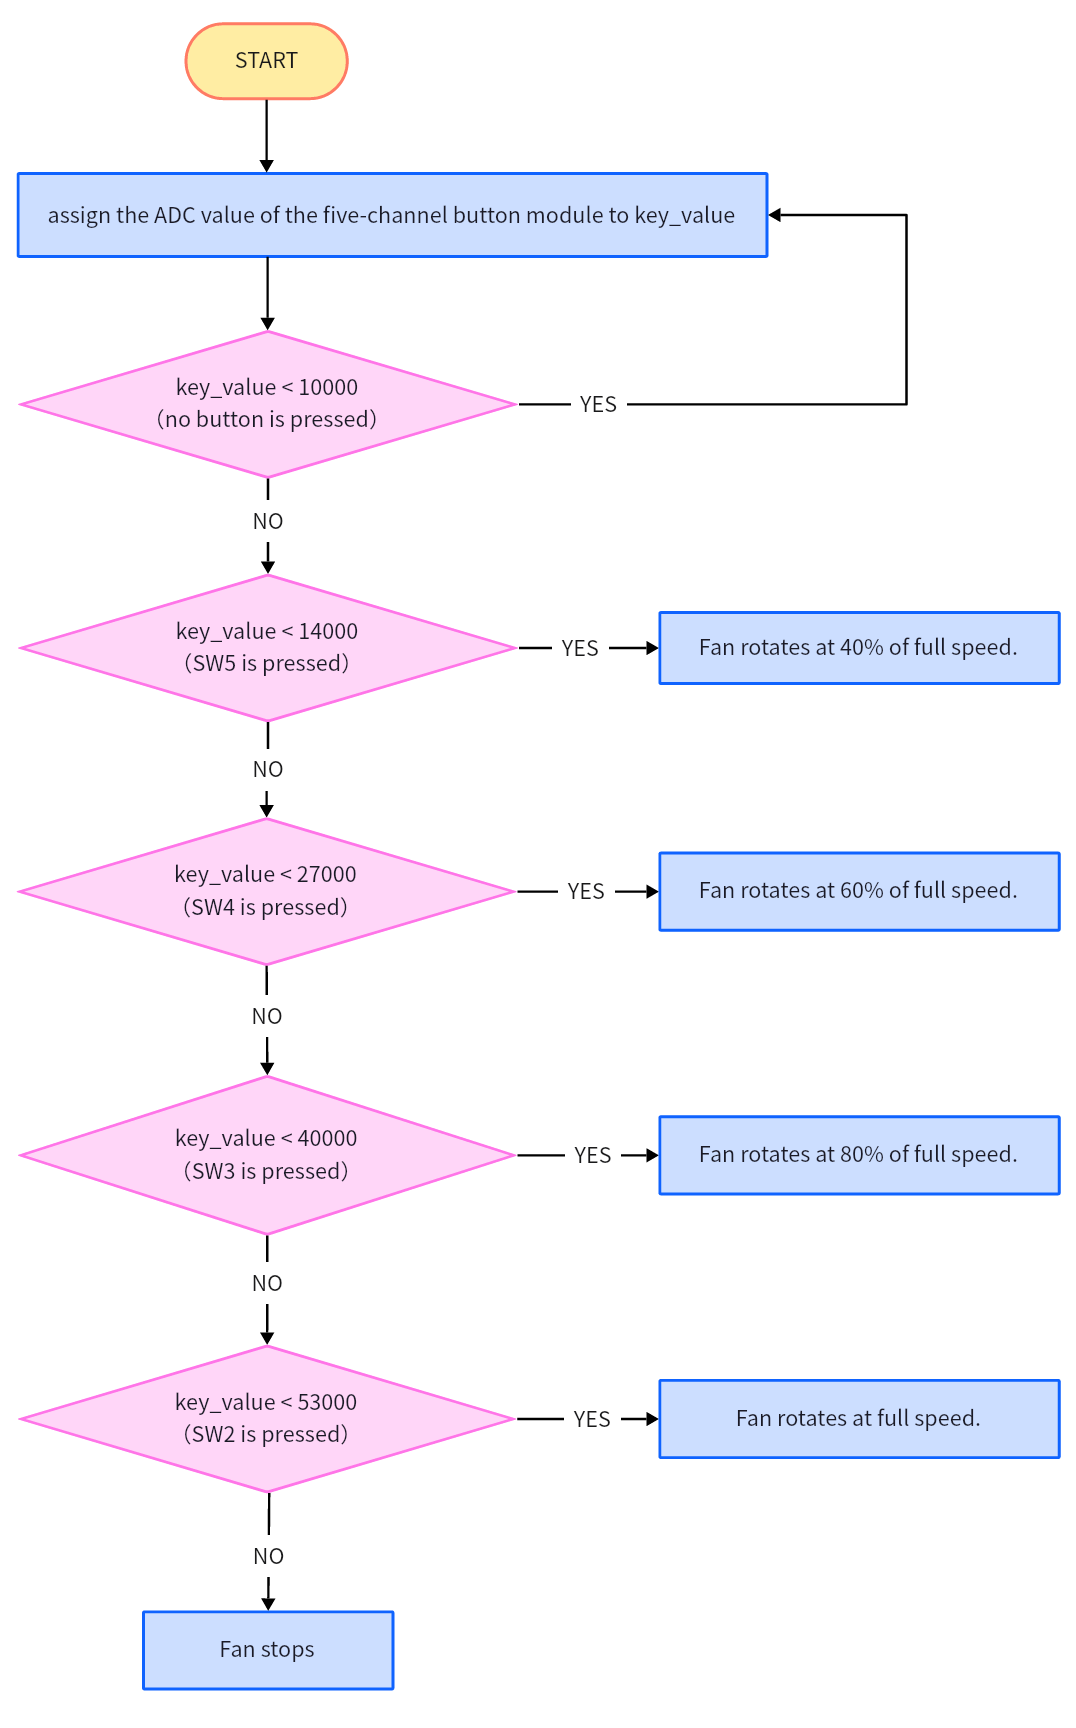 START
assign the ADC value of the five-channel button module to key_value
key_value < 10000
（no button is pressed）
YES
NO
key_value < 14000
（SW5 is pressed）
YES
Fan rotates at 40% of full speed.
NO
key_value < 27000
（SW4 is pressed）
YES
Fan rotates at 60% of full speed.
NO
key_value < 40000
（SW3 is pressed）
YES
Fan rotates at 80% of full speed.
NO
key_value < 53000
（SW2 is pressed）
YES
Fan rotates at full speed.
NO
Fan stops